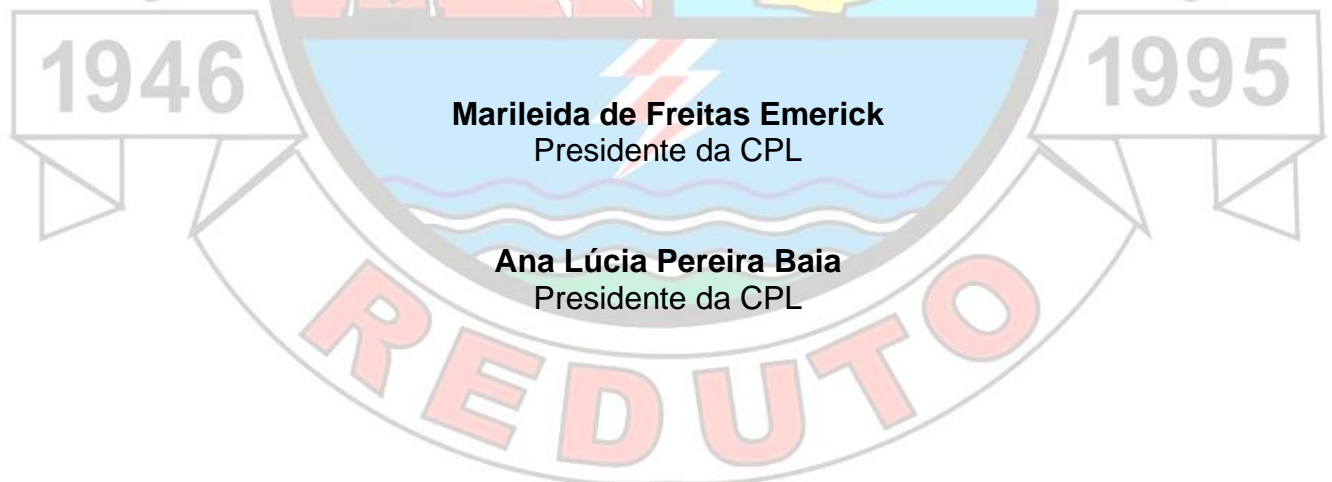 1946
1995
Marileida de Freitas Emerick
Presidente da CPL
Ana Lúcia Pereira Baia
Presidente da CPL
REDUTO